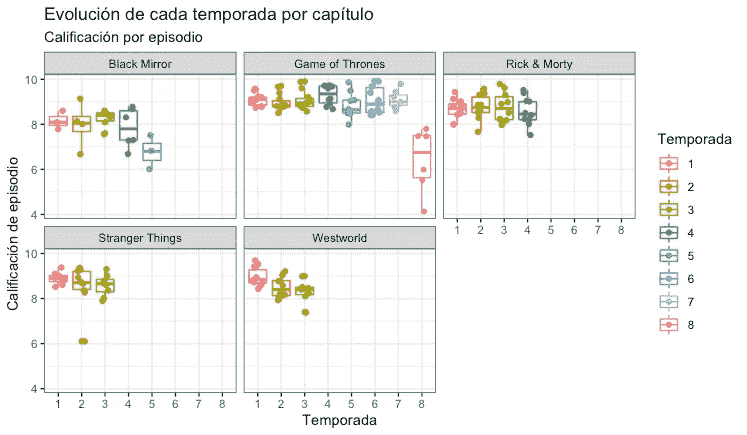 Evolución de cada temporada por capítulo
Calificación por episodio
Black Mirror
Game of Thrones
Rick & Morty
10
8
6
4
1 2 3 4 5 6 7 8
Stranger Things
Westworld
10
8
6
4
1 2 3 4 5 6 7 8
1 2 3 4 5 6 7 8
Temporada
Calificación de episodio
Temporada
1
2
3
4
5
6
7
8